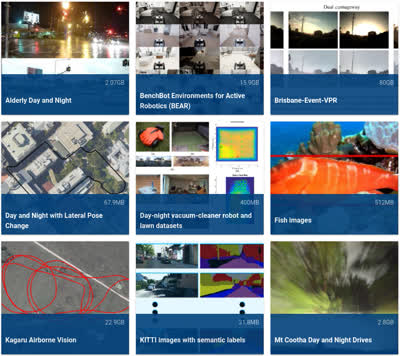 2.07GB
Alderly Day and Night
15.9GB
BenchBot Environments for Active
Robotics (BEAR)
Dual carriageway
80GB
Brisbane-Event-VPR
67.9MB
Day and Night with Lateral Pose
Change
400MB
Day-night vacuum-cleaner robot and
lawn datasets
512MB
Fish images
22.9GB
Kagaru Airborne Vision
31.8MB
KITTI images with semantic labels
2.8GB
Mt Cootha Day and Night Drives